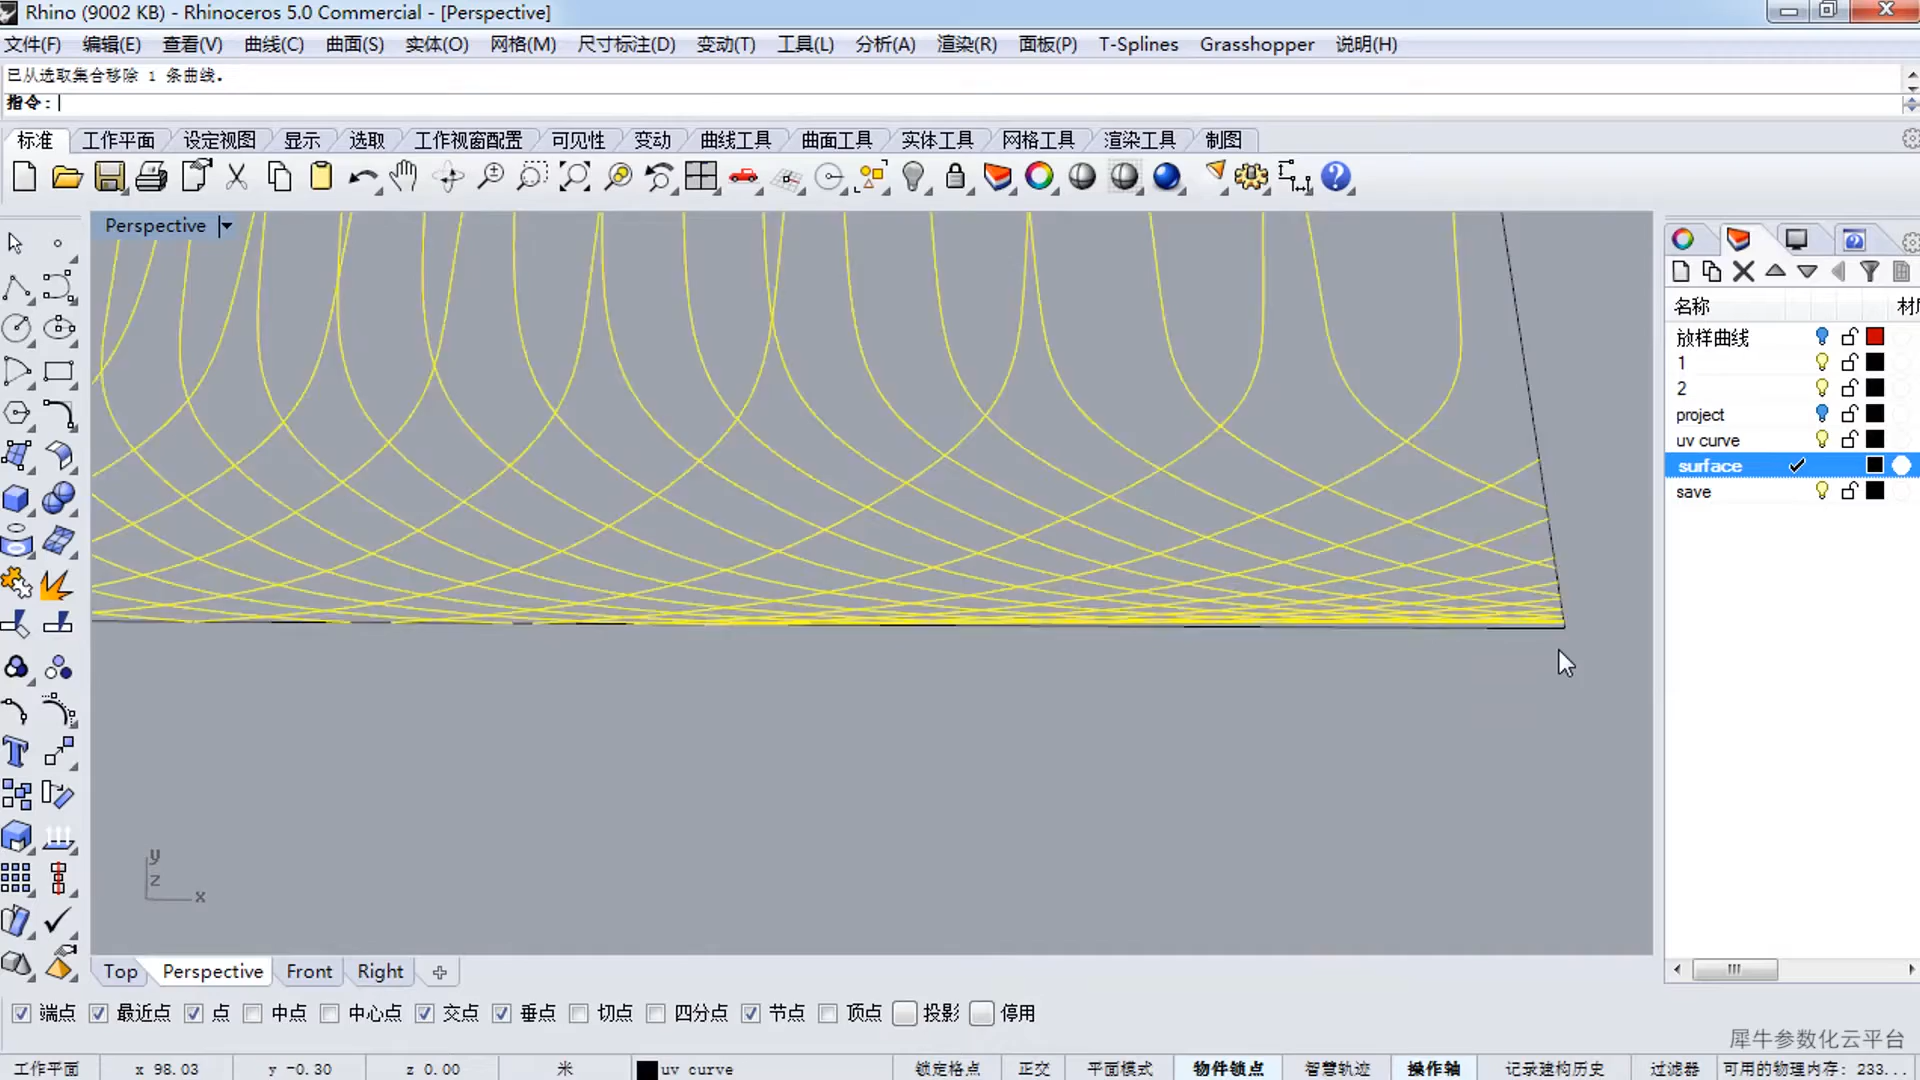 Rhino (9002 KB) - Rhinoceros 5.0 Commercial - [Perspective]
文件(F) 编辑(E) 查看(V) 曲线(C) 曲面(S) 实体(O) 网格(M) 尺寸标注(D) 变动(T) 工具(L) 分析(A) 渲染(R) 面板(P) T-Splines Grasshopper 说明(H)
已从选取集合移除 1 条曲线.
指令:
标准 工作平面 设定视图 显示 选取 工作视窗配置 可见性 变动 曲线工具 曲面工具 实体工具 网格工具 渲染工具 制图
Perspective
名称
放样曲线
1
2
project
uv curve
surface
save
y
z
x
Top Perspective Front Right
端点 最近点 点 中点 中心点 交点 垂点 切点 四分点 节点 顶点 投影 停用
犀牛参数化云平台
工作平面 x 98.03 y -0.30 z 0.00 米 uv curve 锁定格点 正交 平面模式 物件锁点 智慧轨迹 操作轴 记录建构历史 过滤器 可用的物理内存: 233...